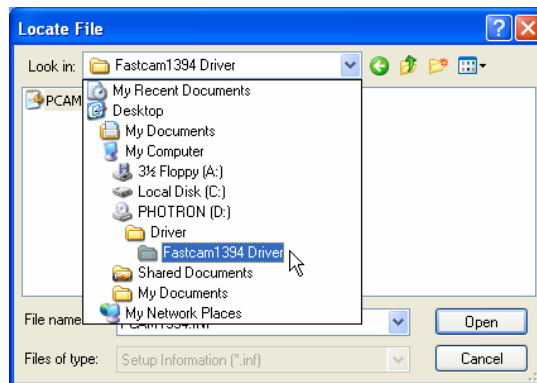 Locate File
Look in: Fastcam1394 Driver
PCAM
My Recent Documents
Desktop
My Documents
My Computer
3½ Floppy (A:)
Local Disk (C:)
PHOTRON (D:)
Driver
Fastcam1394 Driver
Shared Documents
My Documents
My Network Places
File name: PCAM1394.INF
Open
Files of type: Setup Information (*.inf)
Cancel